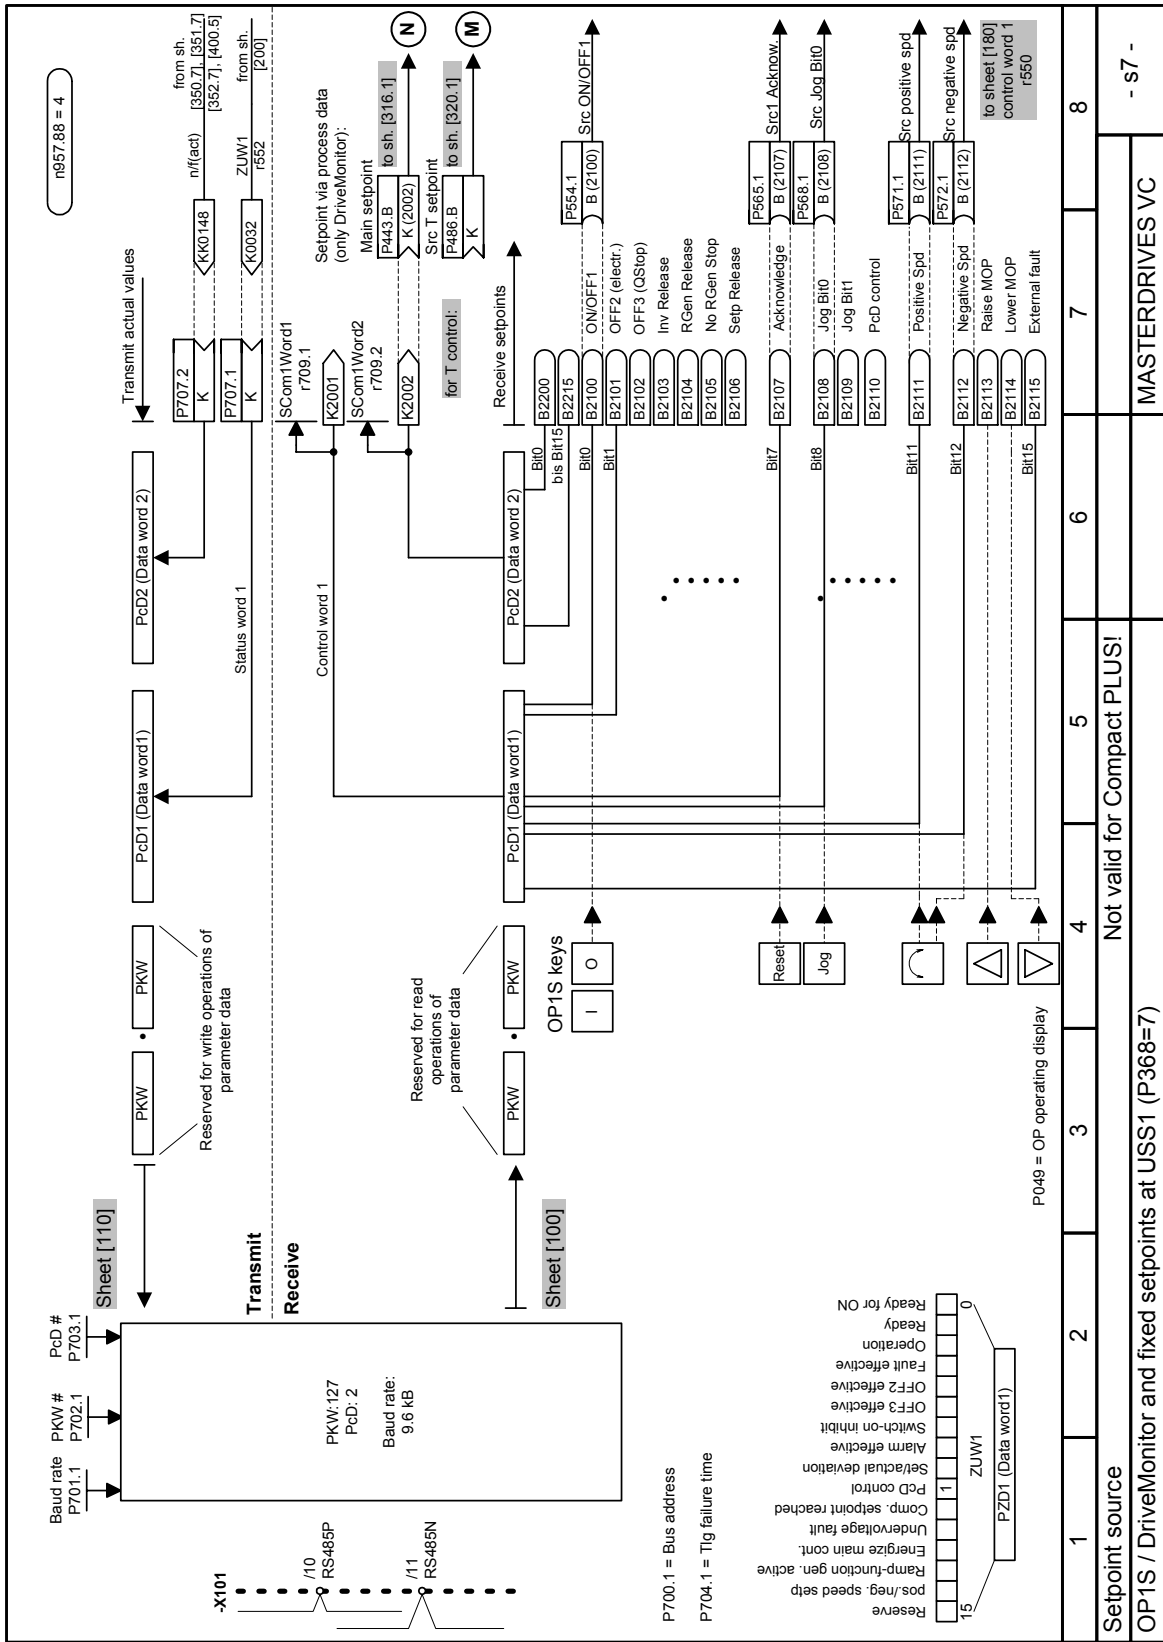 n957.88 = 4
Baud rate
P701.1
PKW #
P702.1
PcD #
P703.1
-X101
/10
RS485P
/11
RS485N
PKW:127
PcD: 2
Baud rate:
9.6 kB
Sheet [110]
Transmit
Receive
Sheet [100]
PKW
PKW
Reserved for write operations of
parameter data
PcD1 (Data word1)
PcD2 (Data word 2)
Transmit actual values
P707.2
K
KK0148
n/f(act)
from sh.
[350.7], [351.7]
[352.7], [400.5]
P707.1
K
K0032
ZUW1
r552
from sh.
[200]
Status word 1
Control word 1
SCom1Word1
r709.1
K2001
SCom1Word2
r709.2
K2002
Setpoint via process data
(only DriveMonitor):
Main setpoint
P443.B
K (2002)
to sh. [316.1]
N
for T control:
Src T setpoint
P486.B
K
to sh. [320.1]
M
Receive setpoints
PKW
PKW
Reserved for read
operations of
parameter data
PcD1 (Data word1)
PcD2 (Data word 2)
OP1S keys
I
O
Reset
Jog
Bit0
B2200
bis Bit15
B2215
Bit0
B2100
ON/OFF1
P554.1
B (2100)
Src ON/OFF1
Bit1
B2101
OFF2 (electr.)
B2102
OFF3 (QStop)
B2103
Inv Release
B2104
RGen Release
B2105
No RGen Stop
B2106
Setp Release
Bit7
B2107
Acknowledge
P565.1
B (2107)
Src1 Acknow.
Bit8
B2108
Jog Bit0
P568.1
B (2108)
Src Jog Bit0
B2109
Jog Bit1
B2110
PcD control
Bit11
B2111
Positive Spd
P571.1
B (2111)
Src positive spd
Bit12
B2112
Negative Spd
P572.1
B (2112)
Src negative spd
B2113
Raise MOP
B2114
Lower MOP
Bit15
B2115
External fault
to sheet [180]
control word 1
r550
P700.1 = Bus address
P704.1 = Tlg failure time
P049 = OP operating display
Reserve
pos./neg. speed setp
Ramp-function gen. active
Energize main cont.
Undervoltage fault
Comp. setpoint reached
PcD control
Set/actual deviation
Alarm effective
Switch-on inhibit
OFF3 effective
OFF2 effective
Fault effective
Operation
Ready
Ready for ON
1
15
ZUW1
0
PZD1 (Data word1)
1 2 3 4 5 6 7 8
Setpoint source
Not valid for Compact PLUS!
- s7 -
OP1S / DriveMonitor and fixed setpoints at USS1 (P368=7)
MASTERDRIVES VC